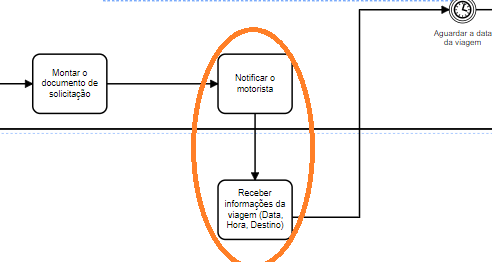 Aguardar a data
da viagem
Montar o
documento de
solicitação
Notificar o
motorista
Receber
informações da
viagem (Data,
Hora, Destino)